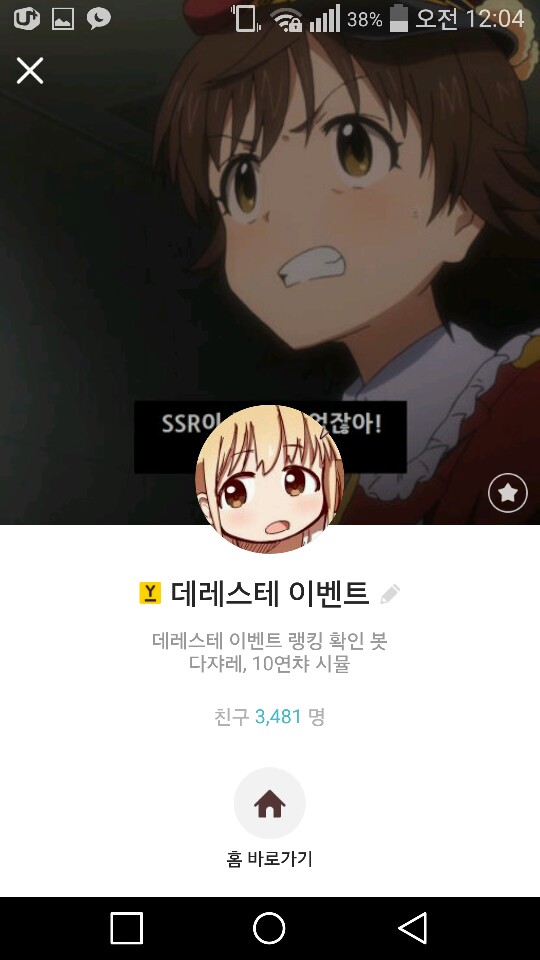 38% 오전 12:04
SSR이 없잖아!
데레스테 이벤트
데레스테 이벤트 랭킹 확인 봇
다쟈레, 10연챠 시뮬
친구 3,481 명
홈 바로가기